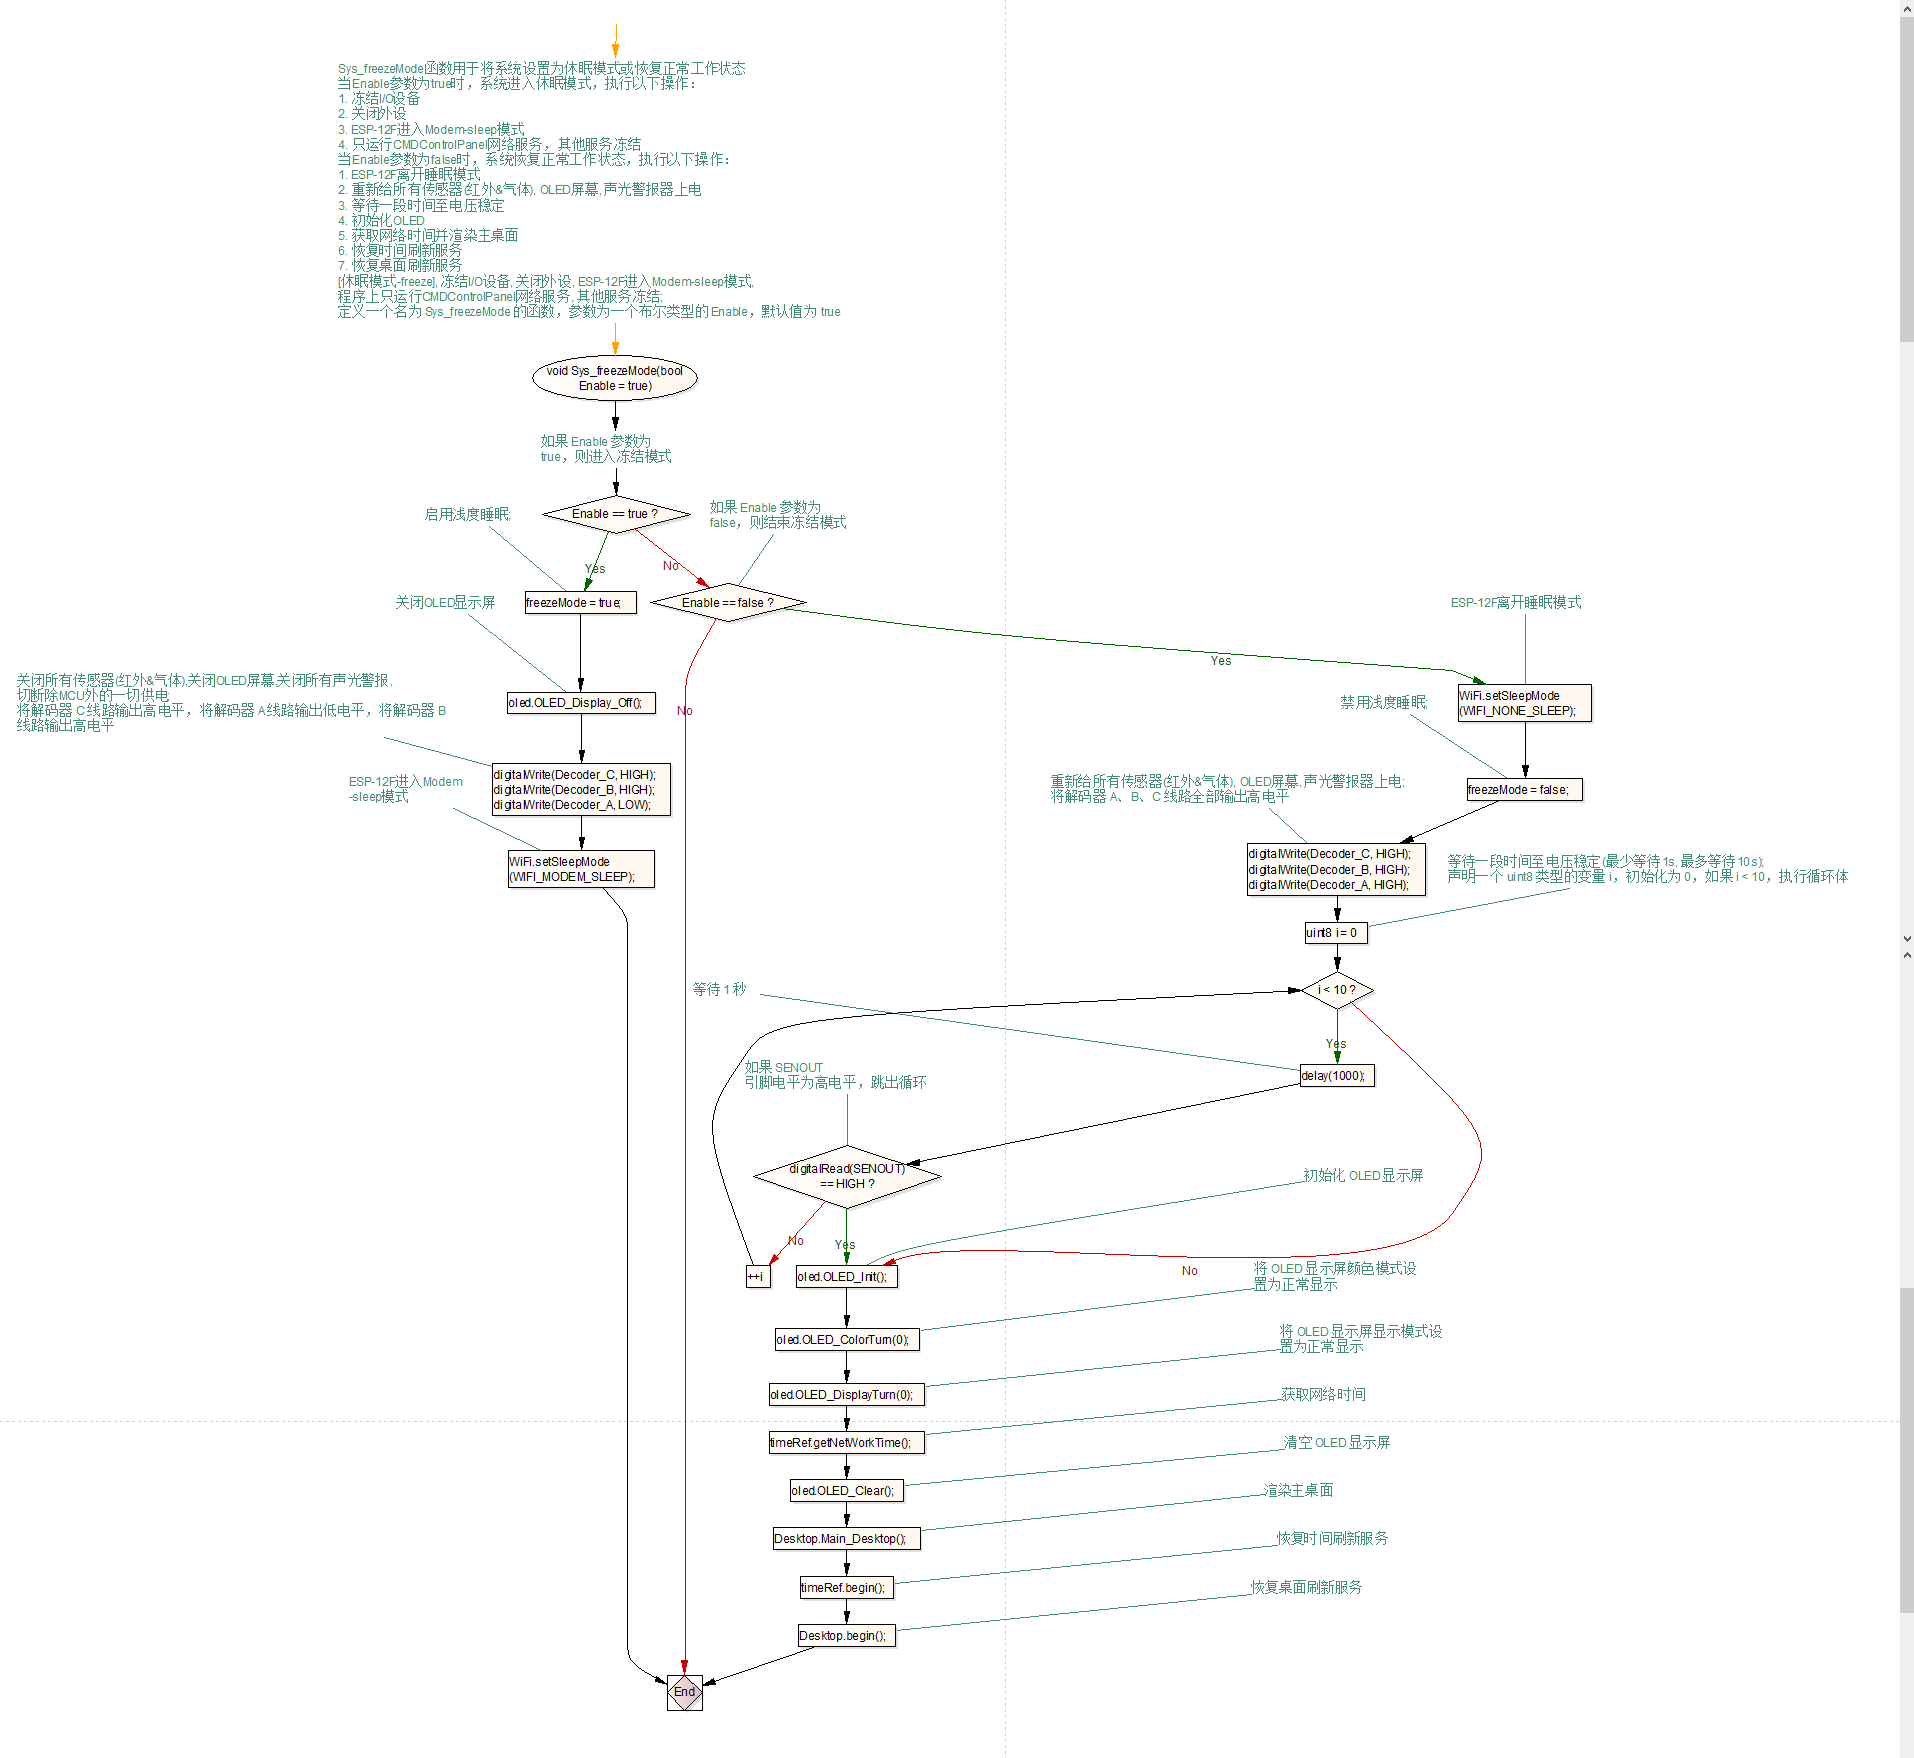 Sys_freezeMode函数用于将系统设置为休眠模式或恢复正常工作状态
当Enable参数为true时，系统进入休眠模式，执行以下操作：
1. 冻结I/O设备
2. 关闭外设
3. ESP-12F进入Modem-sleep模式
4. 只运行CMDControlPanel网络服务，其他服务冻结
当Enable参数为false时，系统恢复正常工作状态，执行以下操作：
1. ESP-12F离开睡眠模式
2. 重新给所有传感器(红外&气体), OLED屏幕,声光警报器上电
3. 等待一段时间至电压稳定
4. 初始化OLED
5. 获取网络时间并渲染主桌面
6. 恢复时间刷新服务
7. 恢复桌面刷新服务
[休眠模式-freeze], 冻结I/O设备, 关闭外设, ESP-12F进入Modem-sleep模式,
程序上只运行CMDControlPanel网络服务, 其他服务冻结;
定义一个名为 Sys_freezeMode 的函数，参数为一个布尔类型的 Enable，默认值为 true
void Sys_freezeMode(bool
Enable = true)
如果 Enable 参数为
true，则进入冻结模式
Enable == true ?
如果 Enable 参数为
false，则结束冻结模式
启用浅度睡眠;
Yes
No
freezeMode = true;
Enable == false ?
关闭OLED显示屏
ESP-12F离开睡眠模式
Yes
No
关闭所有传感器(红外&气体),关闭OLED屏幕,关闭所有声光警报,
切断除MCU外的一切供电;
将解码器 C 线路输出高电平，将解码器 A 线路输出低电平，将解码器 B
线路输出高电平
oled.OLED_Display_Off();
WiFi.setSleepMode
(WIFI_NONE_SLEEP);
禁用浅度睡眠;
digitalWrite(Decoder_C, HIGH);
digitalWrite(Decoder_B, HIGH);
digitalWrite(Decoder_A, LOW);
ESP-12F进入Modem
-sleep模式
freezeMode = false;
重新给所有传感器(红外&气体), OLED屏幕,声光警报器上电;
将解码器 A、B、C 线路全部输出高电平
WiFi.setSleepMode
(WIFI_MODEM_SLEEP);
digitalWrite(Decoder_C, HIGH);
digitalWrite(Decoder_B, HIGH);
digitalWrite(Decoder_A, HIGH);
等待一段时间至电压稳定(最少等待1s, 最多等待10s);
声明一个 uint8 类型的变量 i，初始化为 0，如果 i < 10，执行循环体
uint8 i = 0
等待 1 秒
i < 10 ?
Yes
delay(1000);
如果 SENOUT
引脚电平为高电平，跳出循环
digitalRead(SENOUT)
== HIGH ?
初始化 OLED 显示屏
No
Yes
++i
oled.OLED_Init();
No
将 OLED 显示屏颜色模式设
置为正常显示
oled.OLED_ColorTurn(0);
将 OLED 显示屏显示模式设
置为正常显示
oled.OLED_DisplayTurn(0);
获取网络时间
timeRef.getNetWorkTime();
清空 OLED 显示屏
oled.OLED_Clear();
渲染主桌面
Desktop.Main_Desktop();
恢复时间刷新服务
timeRef.begin();
恢复桌面刷新服务
Desktop.begin();
End